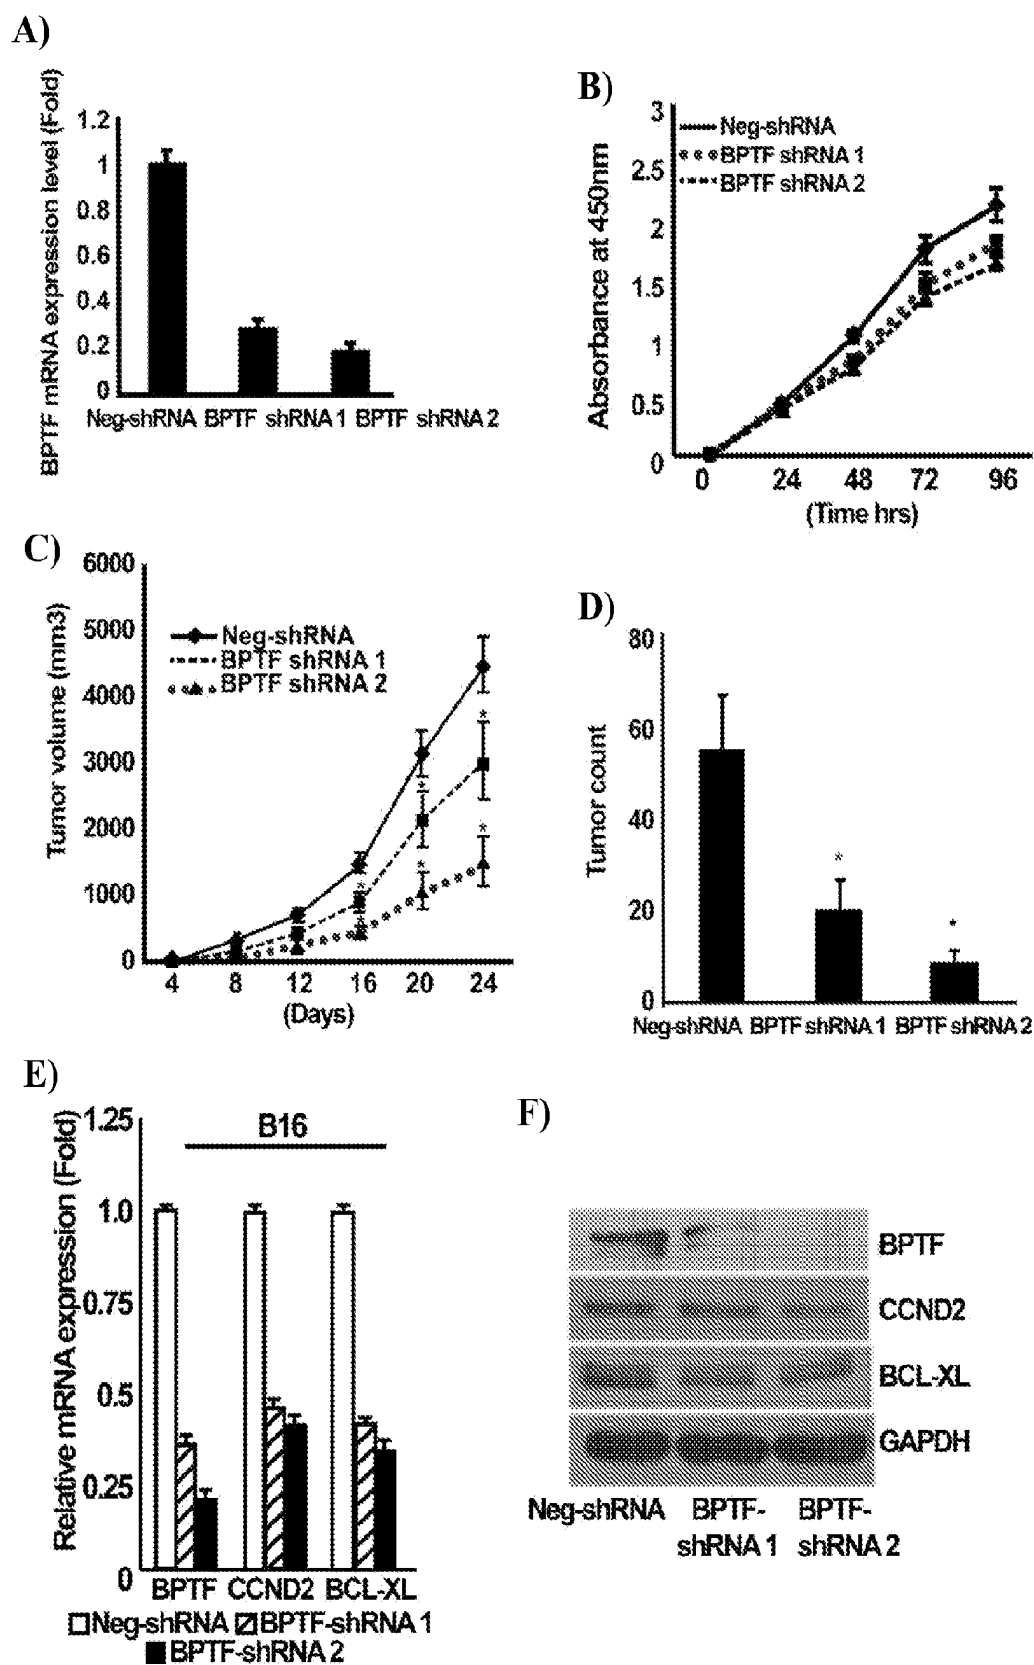 A)
BPTF mRNA expression level (Fold)
1.2
1
0.8
0.6
0.4
0.2
0
Neg-shRNA BPTF shRNA 1 BPTF shRNA 2
B)
Absorbance at 450nm
3
2.5
2
1.5
1
0.5
0
Neg-shRNA
BPTF shRNA 1
BPTF shRNA 2
0 24 48 72 96
(Time hrs)
C)
Tumor volume (mm3)
6000
5000
4000
3000
2000
1000
0
Neg-shRNA
BPTF shRNA 1
BPTF shRNA 2
* * * * * *
4 8 12 16 20 24
(Days)
D)
Tumor count
80
60
40
20
0
* *
Neg-shRNA BPTF shRNA 1 BPTF shRNA 2
E)
Relative mRNA expression (Fold)
1.25
1.0
0.75
0.5
0.25
0
B16
BPTF CCND2 BCL-XL
Neg-shRNA BPTF-shRNA 1
BPTF-shRNA 2
F)
BPTF
CCND2
BCL-XL
GAPDH
Neg-shRNA BPTF- BPTF-
shRNA 1 shRNA 2